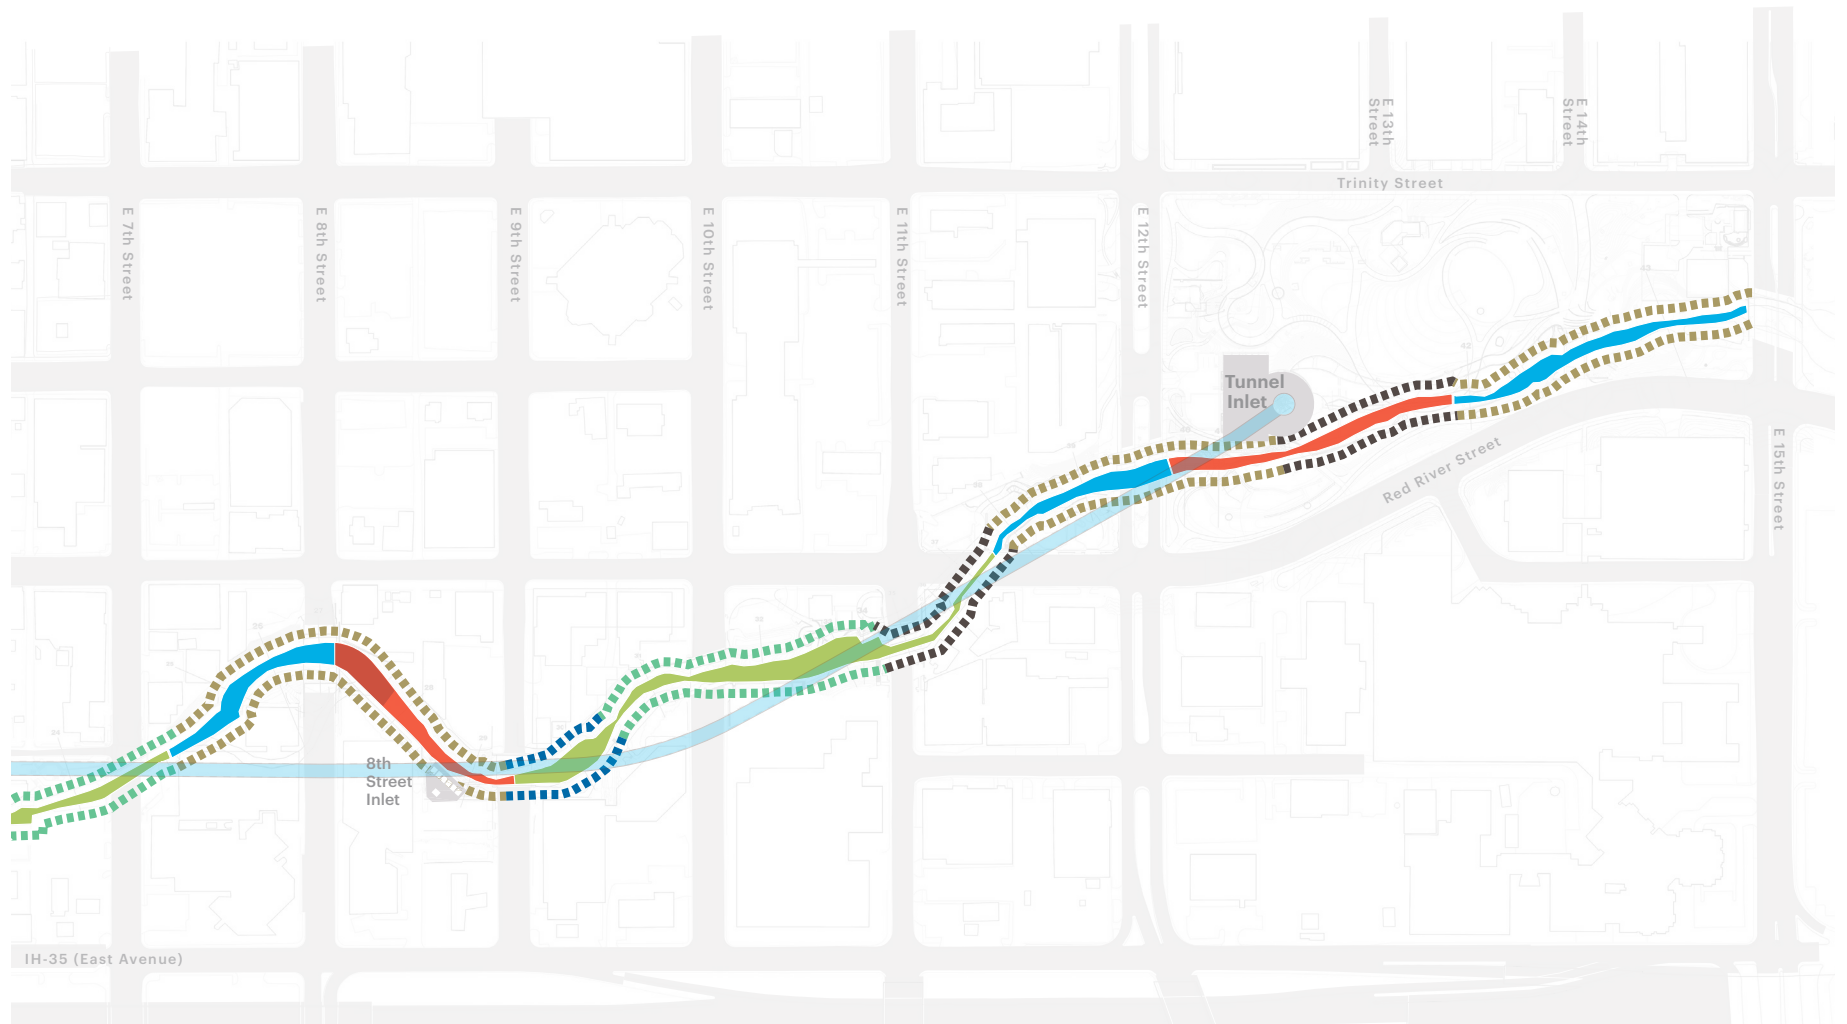 E 13th
Street
E 14th
Street
Trinity Street
E 7th Street
E 8th Street
E 9th Street
E 10th Street
E 11th Street
E 12th Street
Tunnel
Inlet
Red River Street
E 15th Street
8th
Street
Inlet
IH-35 (East Avenue)